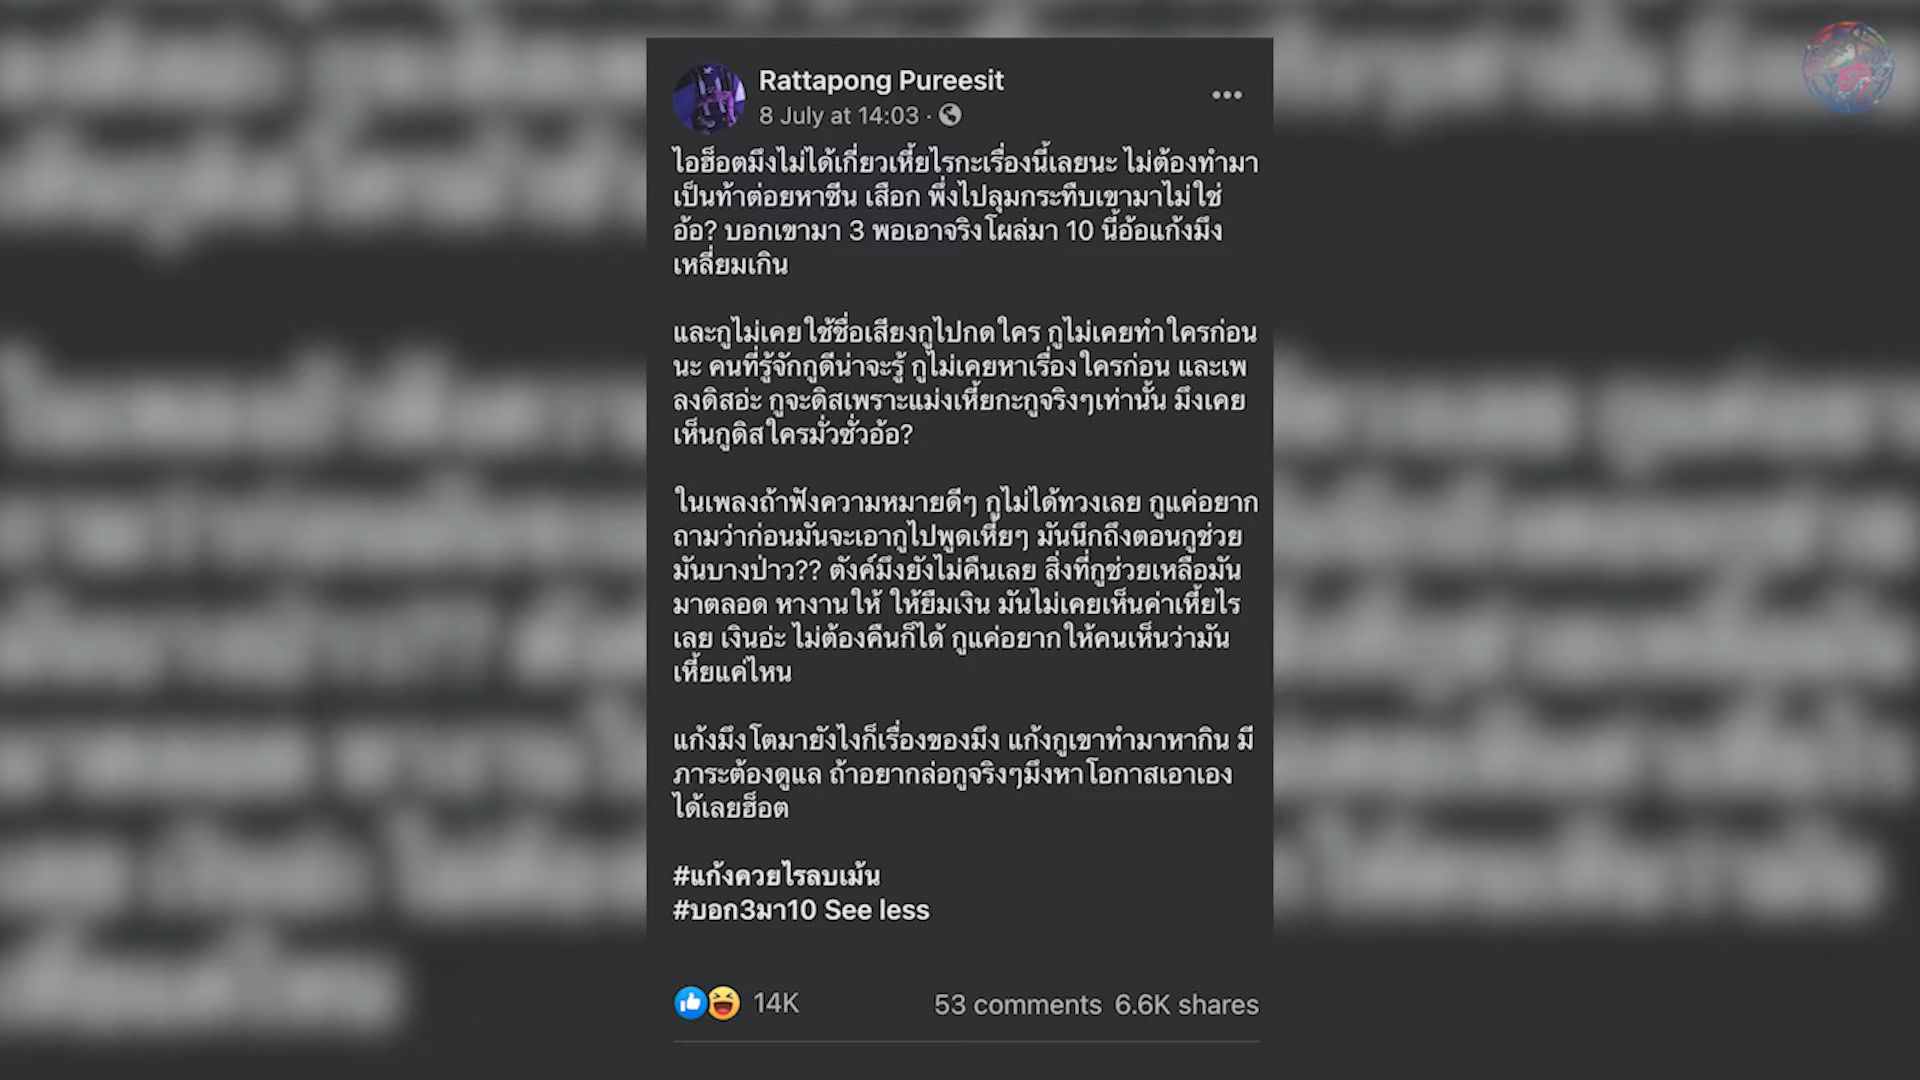 Rattapong Pureesit
8 July at 14:03 ·
ไอฮ็อตมึงไม่ได้เกี่ยวเหี้ยไรกะเรื่องนี้เลยนะ ไม่ต้องทำมา
เป็นท้าต่อยหาซีน เสือก พึ่งไปลุมกระทืบเขามาไม่ใช่
อ้อ? บอกเขามา 3 พอเอาจริงโผล่มา 10 นี้อ้อแก้งมึง
เหลี่ยมเกิน
และกูไม่เคยใช้ชื่อเสียงกูไปกดใคร กูไม่เคยทำใครก่อน
นะ คนที่รู้จักกูดีน่าจะรู้ กูไม่เคยหาเรื่องใครก่อน และเพ
ลงดิสอ่ะ กูจะดิสเพราะแม่งเหี้ยกะกูจริงๆเท่านั้น มึงเคย
เห็นกูดิสใครมั่วซั่วอ้อ?
ในเพลงถ้าฟังความหมายดีๆ กูไม่ได้ทวงเลย กูแค่อยาก
ถามว่าก่อนมันจะเอากูไปพูดเหี้ยๆ มันนึกถึงตอนกูช่วย
มันบางป่าว?? ตังค์มึงยังไม่คืนเลย สิ่งที่กูช่วยเหลือมัน
มาตลอด หางานให้ ให้ยืมเงิน มันไม่เคยเห็นค่าเหี้ยไร
เลย เงินอ่ะ ไม่ต้องคืนก็ได้ กูแค่อยากให้คนเห็นว่ามัน
เหี้ยแค่ไหน
แก้งมึงโตมายังไงก็เรื่องของมึง แก้งกูเขาทำมาหากิน มี
ภาระต้องดูแล ถ้าอยากล่อกูจริงๆมึงหาโอกาสเอาเอง
ได้เลยฮ็อต
#แก้งควยไรลบเม้น
#บอก3มา10 See less
14K 53 comments 6.6K shares